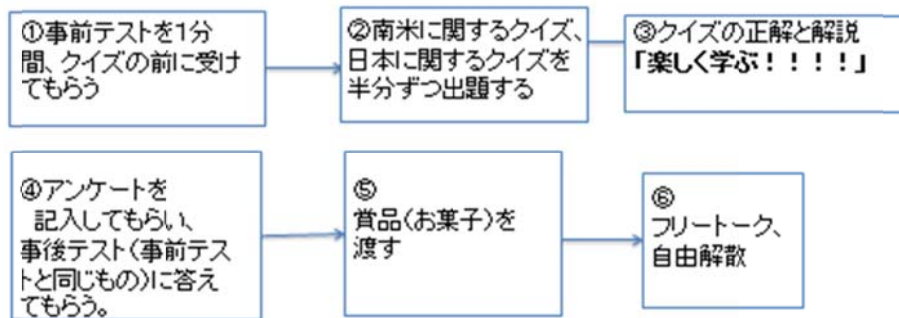 ①事前テストを1分
間、クイズの前に受け
てもらう
②南米に関するクイズ、
日本に関するクイズを
半分ずつ出題する
③クイズの正解と解説
「楽しく学ぶ！！！！」
④アンケートを
記入してもらい、
事後テスト(事前テス
トと同じもの)に答え
てもらう。
⑤
賞品(お菓子)を
渡す
⑥
フリートーク、
自由解散